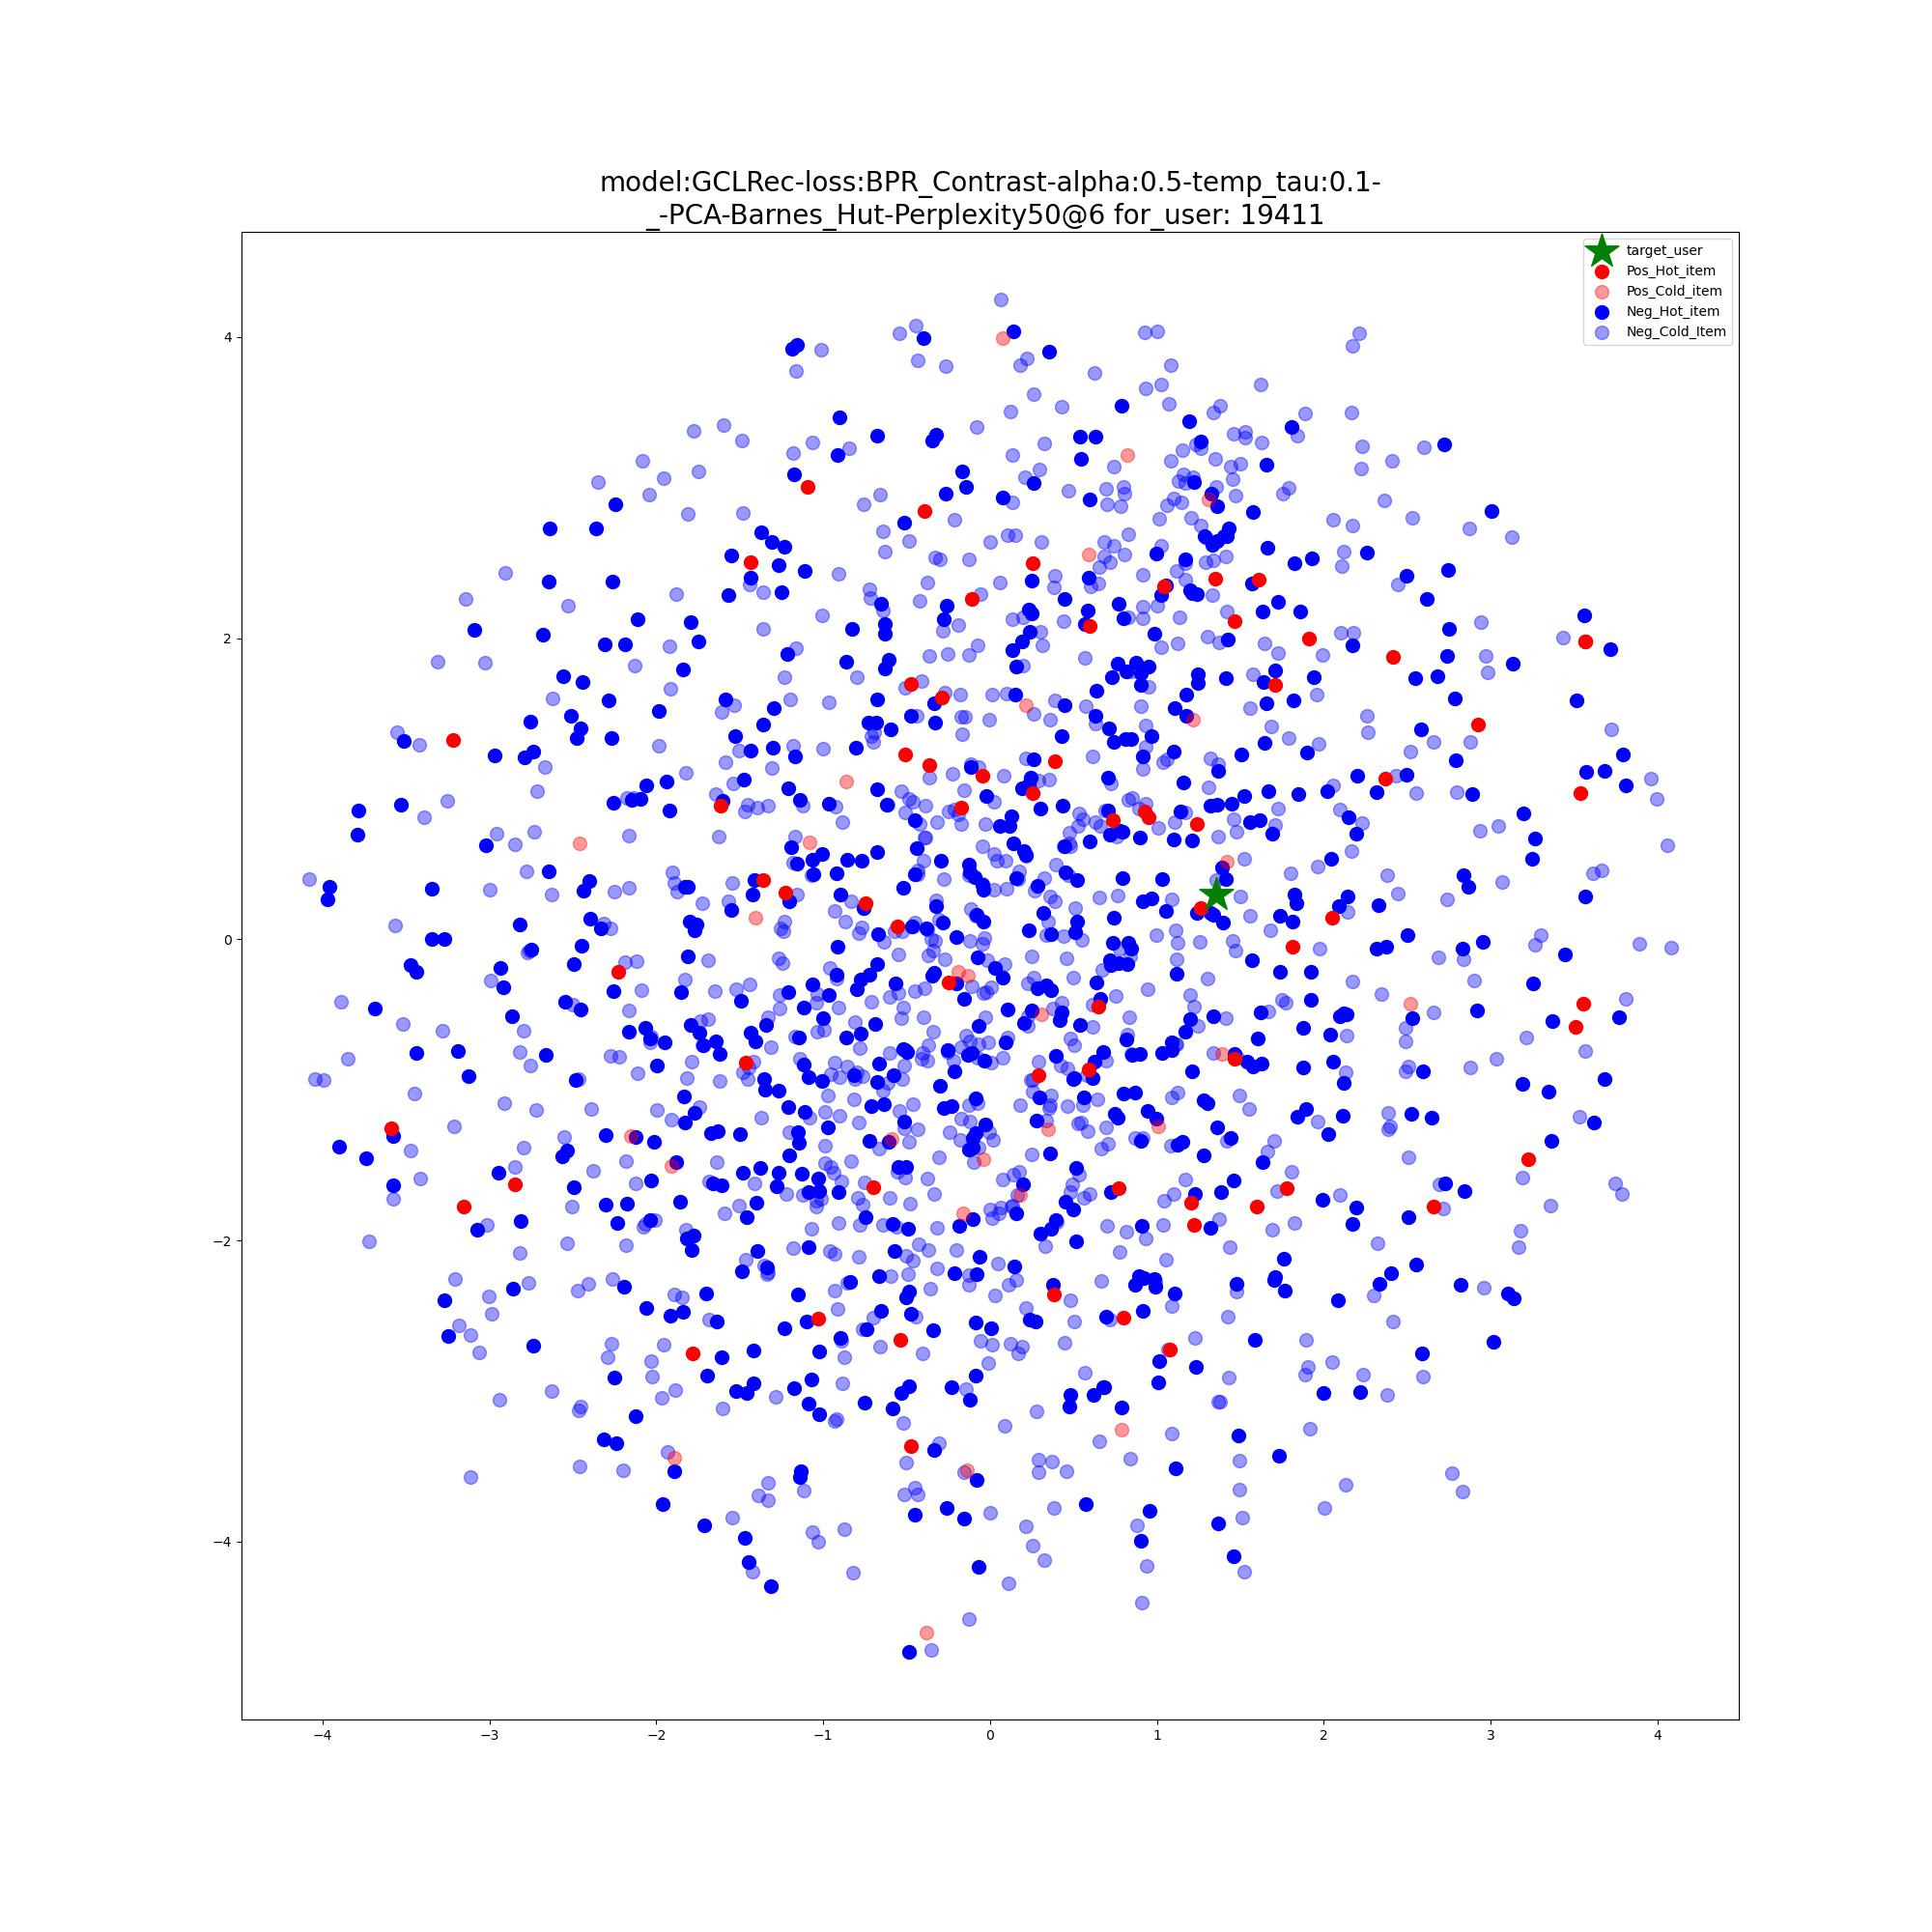 model:GCLRec-loss:BPR_Contrast-alpha:0.5-temp_tau:0.1-
_-PCA-Barnes_Hut-Perplexity50@6 for_user: 19411
target_user
Pos_Hot_item
Pos_Cold_item
Neg_Hot_item
Neg_Cold_Item
4
2
0
−2
−4
−4 −3 −2 −1 0 1 2 3 4